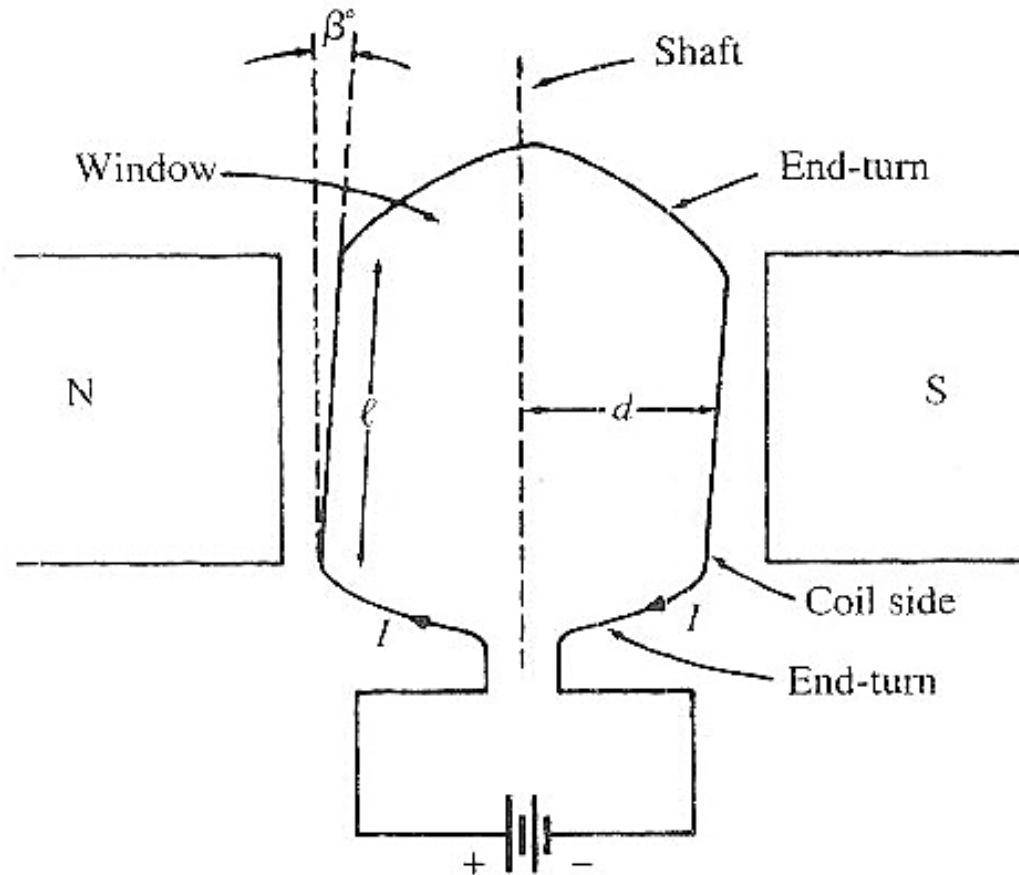 β°
Shaft
Window
End-turn
N
ℓ
d
S
Coil side
I
I
End-turn
+
−